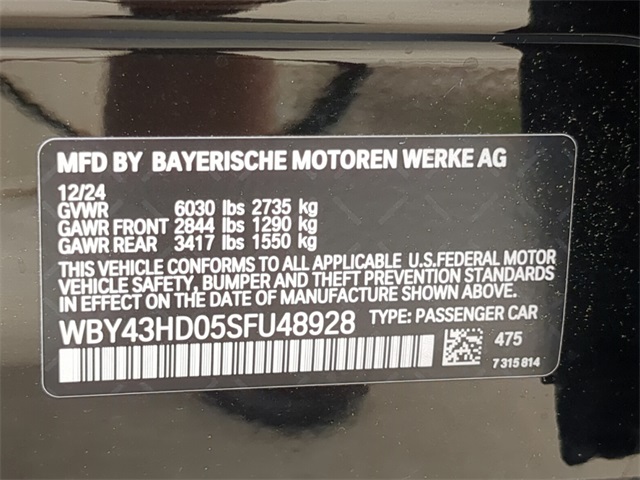 MFD BY BAYERISCHE MOTOREN WERKE AG
12/24
GVWR 6030 lbs 2735 kg
GAWR FRONT 2844 lbs 1290 kg
GAWR REAR 3417 lbs 1550 kg
THIS VEHICLE CONFORMS TO ALL APPLICABLE U.S.FEDERAL MOTOR
VEHICLE SAFETY, BUMPER AND THEFT PREVENTION STANDARDS
IN EFFECT ON THE DATE OF MANUFACTURE SHOWN ABOVE.
WBY43HD05SFU48928 TYPE: PASSENGER CAR
475
7 315 814